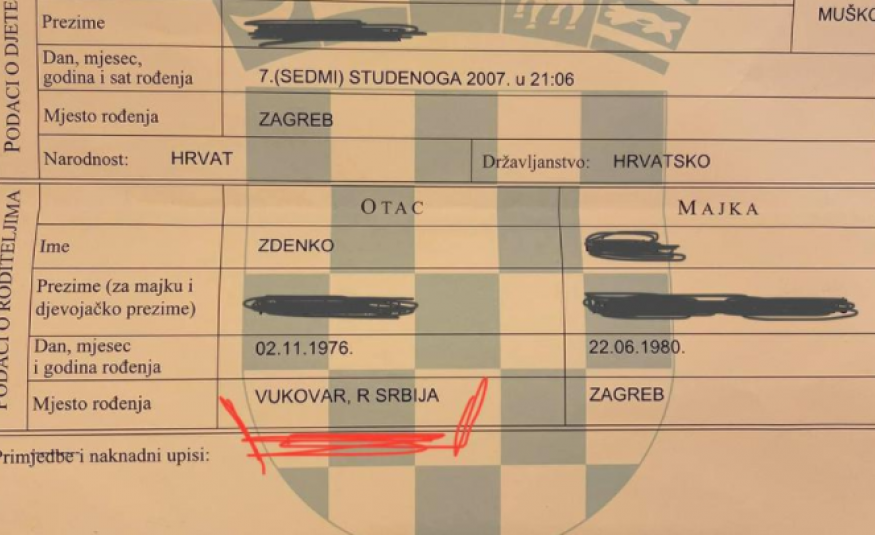 PODACI O DJETE
Prezime
MUŠKO
Dan, mjesec,
godina i sat rođenja
7.(SEDMI) STUDENOGA 2007. u 21:06
Mjesto rođenja
ZAGREB
Narodnost: HRVAT
Državljanstvo: HRVATSKO
PODACI O RODITELJIMA
OTAC
MAJKA
Ime
ZDENKO
Prezime (za majku i
djevojačko prezime)
Dan, mjesec
i godina rođenja
02.11.1976.
22.06.1980.
Mjesto rođenja
VUKOVAR, R SRBIJA
ZAGREB
Primjedbe i naknadni upisi: